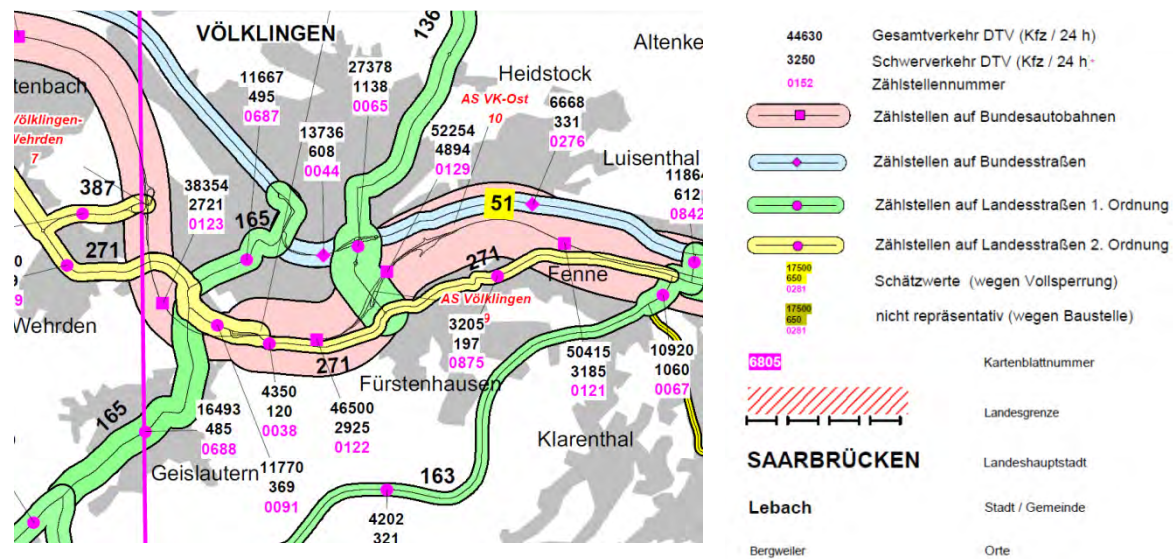 136
VÖLKLINGEN
Altenke
27378
1138
0065
11667
495
0687
Heidstock
tenbach
AS VK-Ost
10
6668
331
0276
Völklingen-
Wehrden
7
13736
608
0044
52254
4894
0129
Luisenthal
11864
612
0842
387
38354
2721
0123
165
51
271
271
Fenne
AS Völklingen
9
0
9
9
Wehrden
3205
197
0875
271
50415
3185
0121
10920
1060
0067
Fürstenhausen
165
16493
485
0688
4350
120
0038
46500
2925
0122
Klarenthal
Geislautern
11770
369
0091
163
4202
321
44630 Gesamtverkehr DTV (Kfz / 24 h)
3250 Schwerverkehr DTV (Kfz / 24 h)
0152 Zählstellennummer
Zählstellen auf Bundesautobahnen
Zählstellen auf Bundesstraßen
Zählstellen auf Landesstraßen 1. Ordnung
Zählstellen auf Landesstraßen 2. Ordnung
17500
650
0281
Schätzwerte (wegen Vollsperrung)
17500
650
0281
nicht repräsentativ (wegen Baustelle)
6805 Kartenblattnummer
Landesgrenze
SAARBRÜCKEN Landeshauptstadt
Lebach Stadt / Gemeinde
Bergweiler Orte